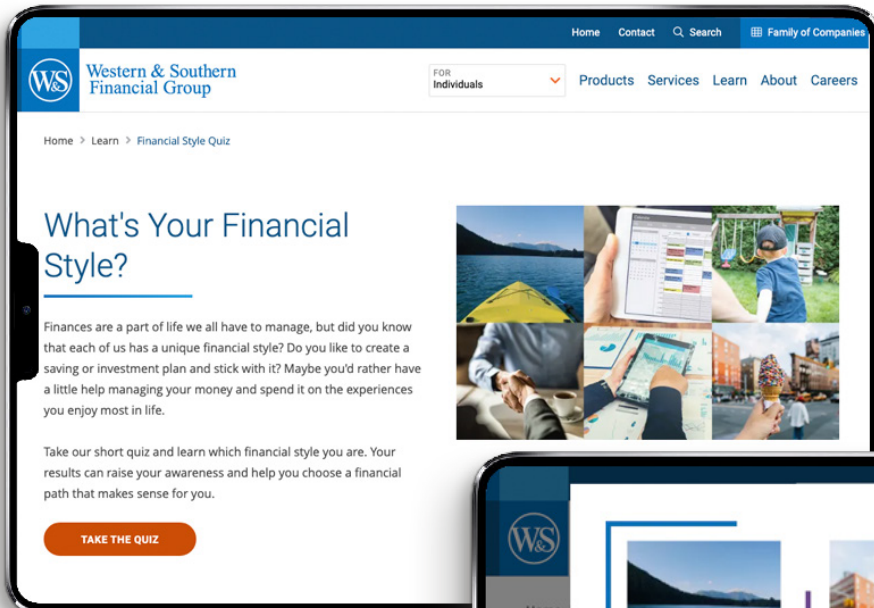 Home Contact Search Family of Companies
W&S
Western & Southern
Financial Group
FOR
Individuals
Products Services Learn About Careers
Home > Learn > Financial Style Quiz
What's Your Financial
Style?
Finances are a part of life we all have to manage, but did you know
that each of us has a unique financial style? Do you like to create a
saving or investment plan and stick with it? Maybe you'd rather have
a little help managing your money and spend it on the experiences
you enjoy most in life.
Take our short quiz and learn which financial style you are. Your
results can raise your awareness and help you choose a financial
path that makes sense for you.
TAKE THE QUIZ
W&S